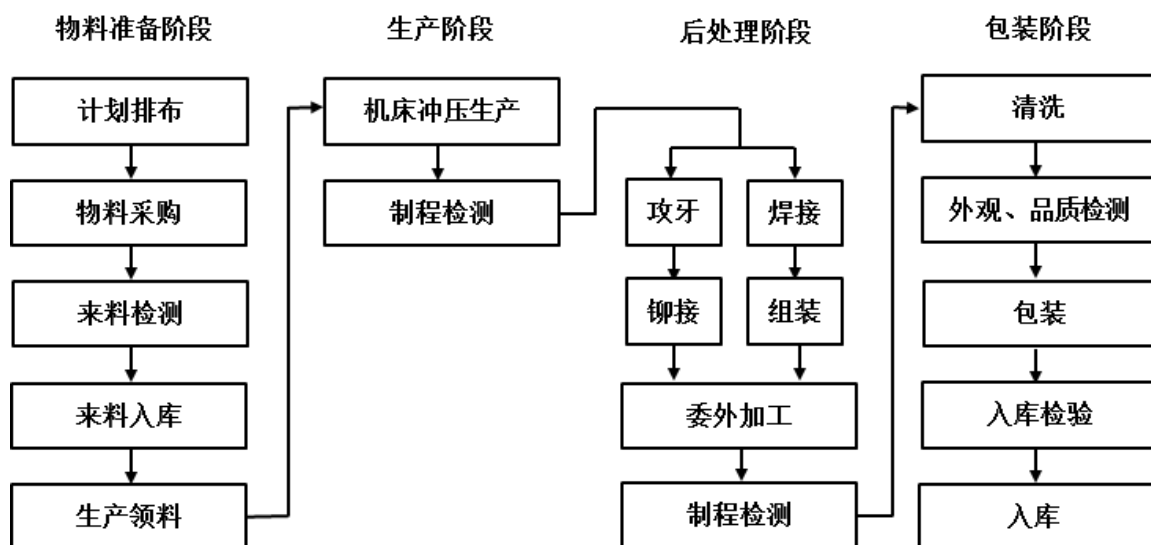 物料准备阶段
计划排布
物料采购
来料检测
来料入库
生产领料
生产阶段
机床冲压生产
制程检测
后处理阶段
攻牙
焊接
铆接
组装
委外加工
制程检测
包装阶段
清洗
外观、品质检测
包装
入库检验
入库